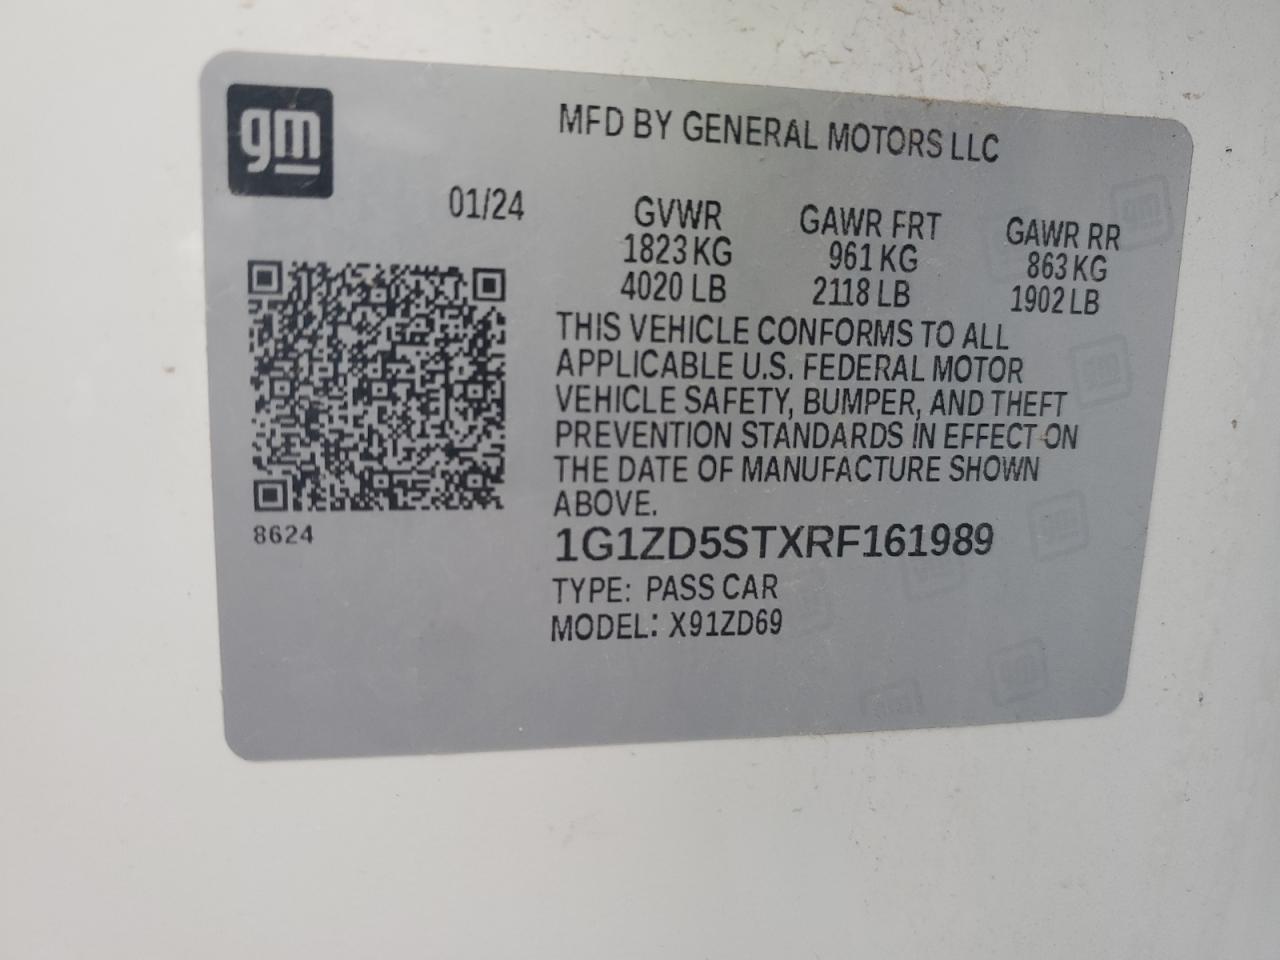 gm
MFD BY GENERAL MOTORS LLC
01/24
GVWR GAWR FRT GAWR RR
1823 KG 961 KG 863 KG
4020 LB 2118 LB 1902 LB
THIS VEHICLE CONFORMS TO ALL
APPLICABLE U.S. FEDERAL MOTOR
VEHICLE SAFETY, BUMPER, AND THEFT
PREVENTION STANDARDS IN EFFECT ON
THE DATE OF MANUFACTURE SHOWN
ABOVE.
8624
1G1ZD5STXRF161989
TYPE: PASS CAR
MODEL: X91ZD69